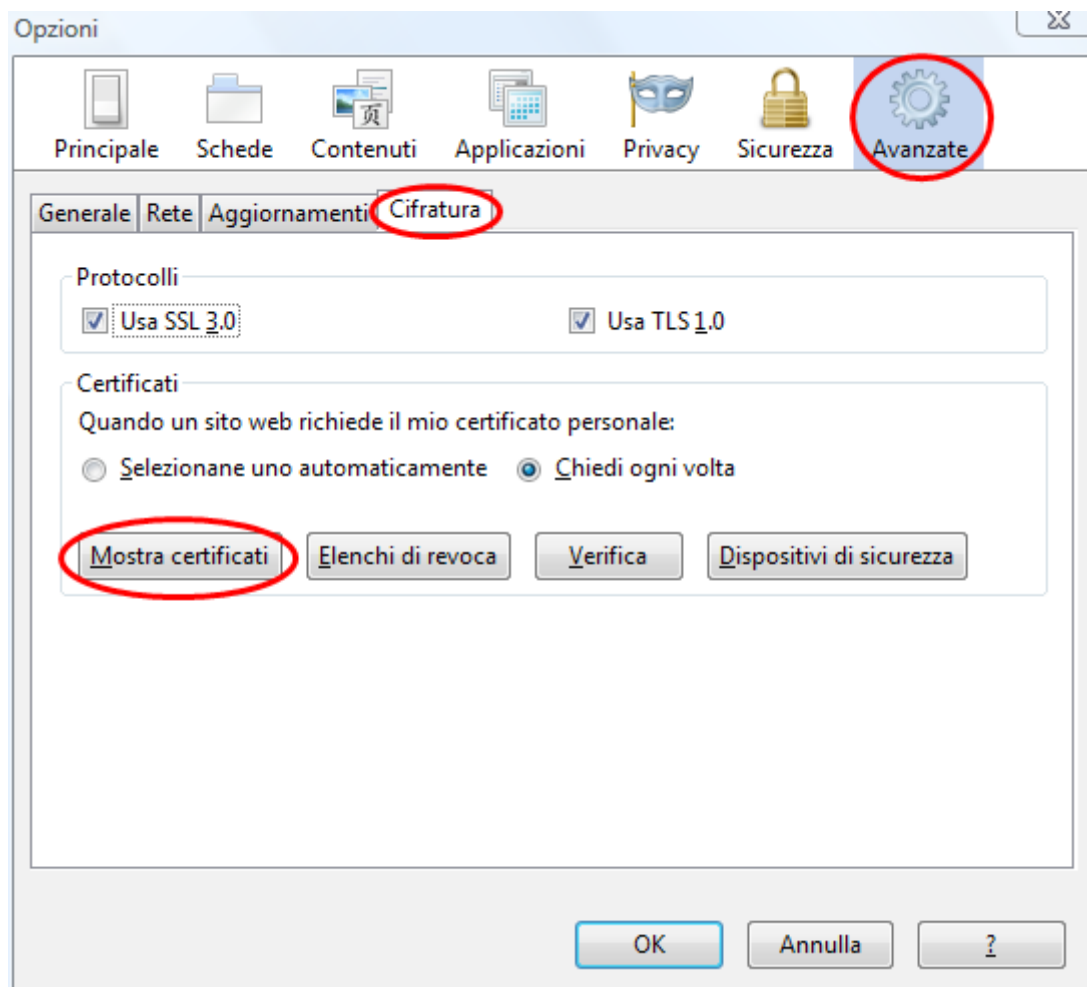 Opzioni
页
Principale Schede Contenuti Applicazioni Privacy Sicurezza Avanzate
Generale Rete Aggiornamenti Cifratura
Protocolli
Usa SSL 3.0 Usa TLS 1.0
Certificati
Quando un sito web richiede il mio certificato personale:
Selezionane uno automaticamente Chiedi ogni volta
Mostra certificati Elenchi di revoca Verifica Dispositivi di sicurezza
OK Annulla ?